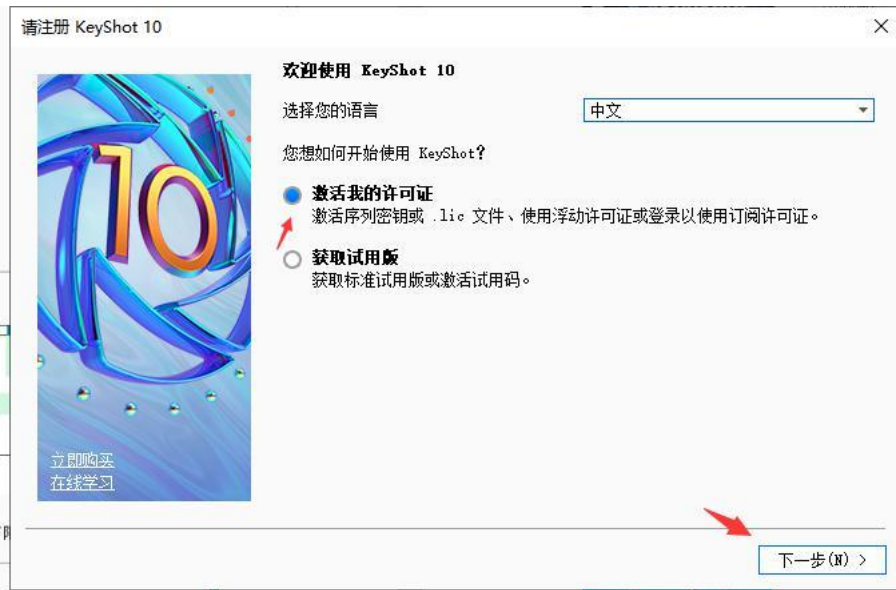 请注册 KeyShot 10
欢迎使用 KeyShot 10
选择您的语言
中文
您想如何开始使用 KeyShot?
激活我的许可证
激活序列密钥或 .lic 文件、使用浮动许可证或登录以使用订阅许可证。
获取试用版
获取标准试用版或激活试用码。
10
立即购买
在线学习
下一步(N) >